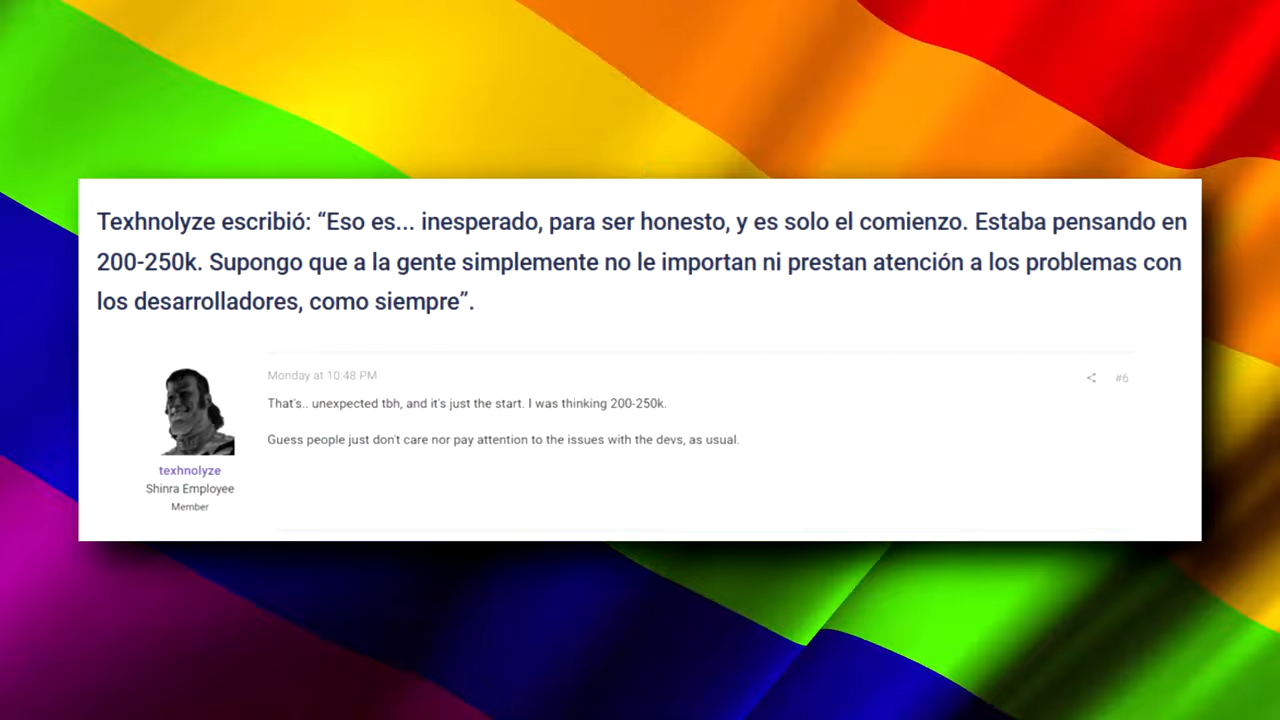 Texhnolyze escribió: “Eso es... inesperado, para ser honesto, y es solo el comienzo. Estaba pensando en
200-250k. Supongo que a la gente simplemente no le importan ni prestan atención a los problemas con
los desarrolladores, como siempre”.
Monday at 10:48 PM
#6
That's.. unexpected tbh, and it's just the start. I was thinking 200-250k.
Guess people just don't care nor pay attention to the issues with the devs, as usual.
texhnolyze
Shinra Employee
Member